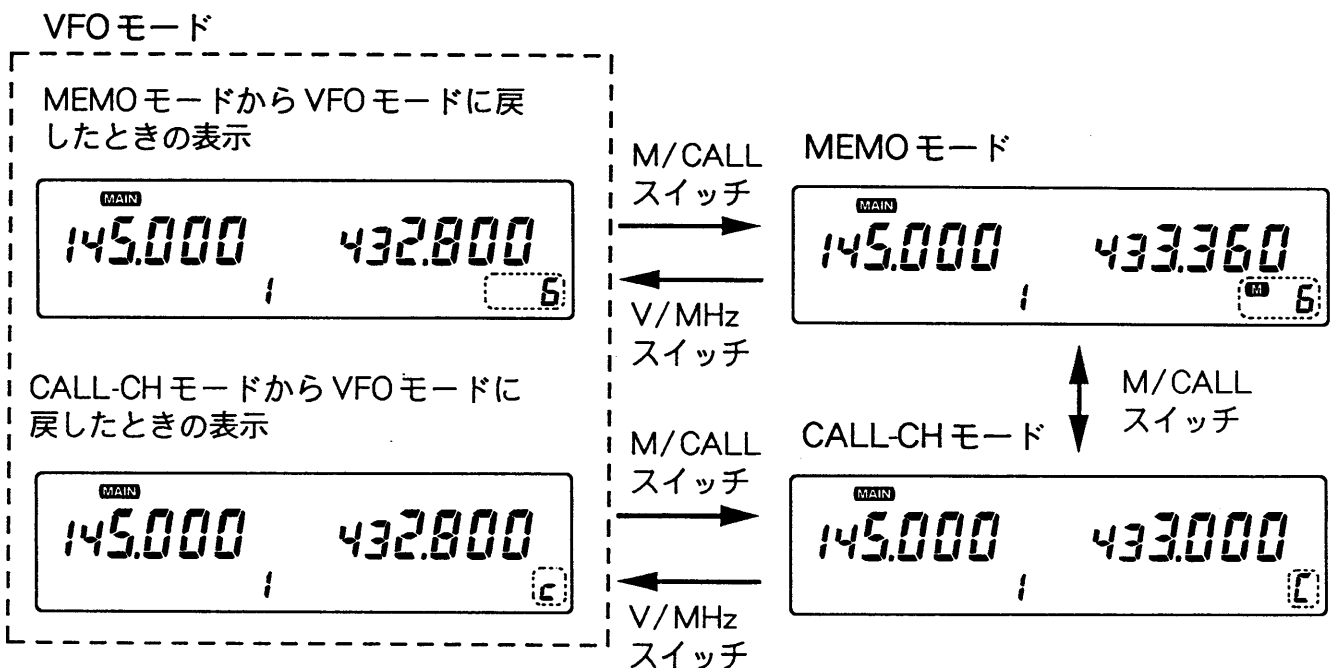 VFOモード
MEMOモードからVFOモードに戻
したときの表示
MAIN
145.000 432.800
1 6
M/CALL
スイッチ
V/MHz
スイッチ
MEMOモード
MAIN
145.000 433.360
1 M 6
M/CALL
スイッチ
CALL-CHモードからVFOモードに
戻したときの表示
MAIN
145.000 432.800
1 c
M/CALL
スイッチ
V/MHz
スイッチ
CALL-CHモード
MAIN
145.000 433.000
1 C